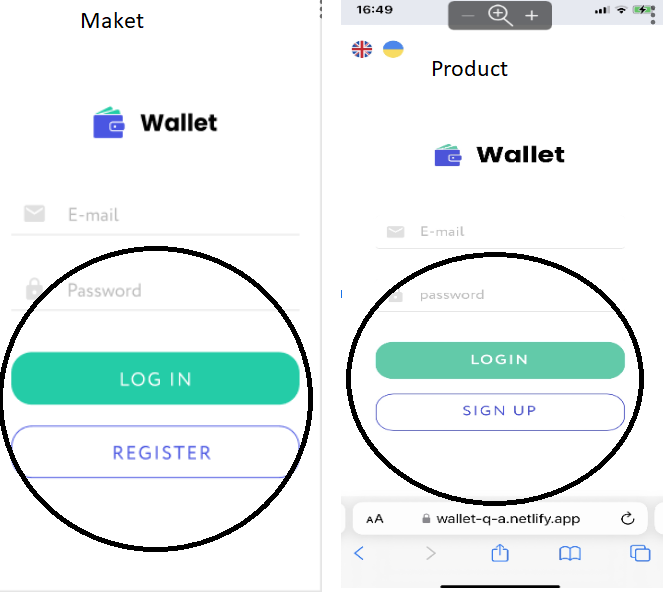 Maket
Wallet
E-mail
Password
LOG IN
REGISTER
16:49
Product
Wallet
E-mail
password
LOGIN
SIGN UP
AA wallet-q-a.netlify.app